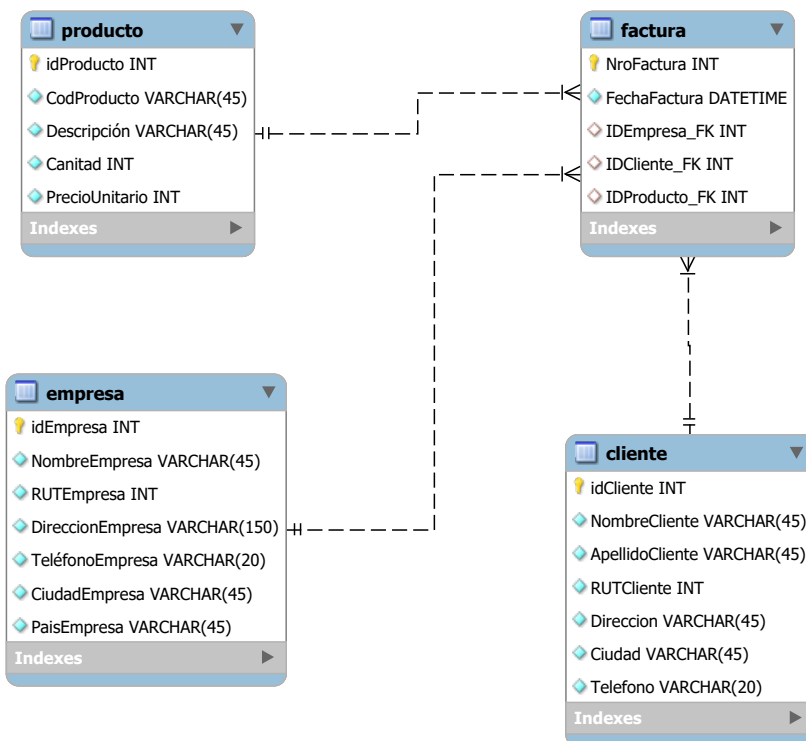 producto
idProducto INT
CodProducto VARCHAR(45)
Descripción VARCHAR(45)
Canitad INT
PrecioUnitario INT
Indexes
factura
NroFactura INT
FechaFactura DATETIME
IDEmpresa_FK INT
IDCliente_FK INT
IDProducto_FK INT
Indexes
empresa
idEmpresa INT
NombreEmpresa VARCHAR(45)
RUTEmpresa INT
DireccionEmpresa VARCHAR(150)
TeléfonoEmpresa VARCHAR(20)
CiudadEmpresa VARCHAR(45)
PaisEmpresa VARCHAR(45)
Indexes
cliente
idCliente INT
NombreCliente VARCHAR(45)
ApellidoCliente VARCHAR(45)
RUTCliente INT
Direccion VARCHAR(45)
Ciudad VARCHAR(45)
Telefono VARCHAR(20)
Indexes